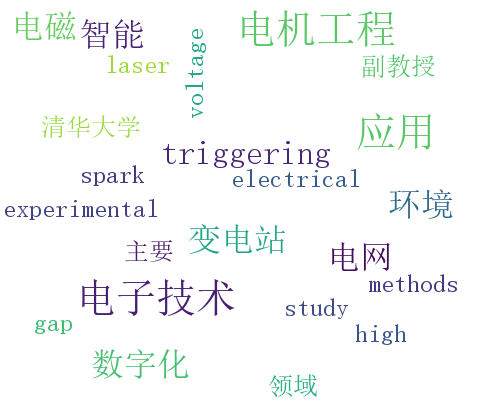 电磁
智能
voltage
电机工程
laser
副教授
清华大学
应用
triggering
spark
electrical
experimental
环境
变电站
主要
电网
methods
电子技术
study
gap
high
数字化
领域